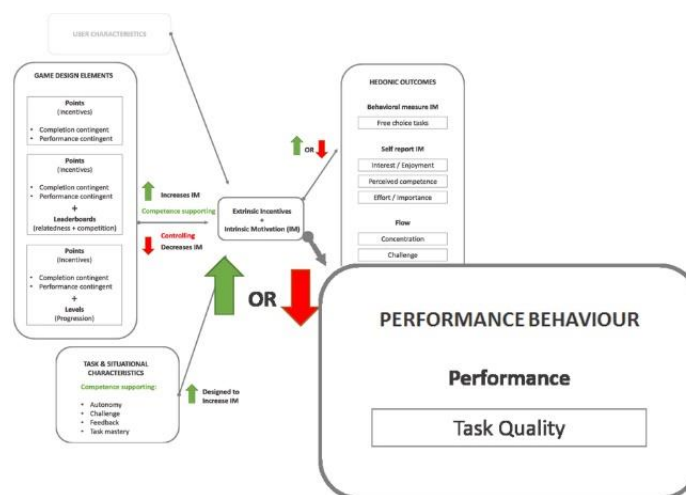 USER CHARACTERISTICS
GAME DESIGN ELEMENTS
Points
(Incentives)
• Completion contingent
• Performance contingent
Points
(Incentives)
• Completion contingent
• Performance contingent
+
Leaderboards
(relatedness + competition)
Points
(Incentives)
• Completion contingent
• Performance contingent
+
Levels
(Progression)
Increases IM
Competence supporting
Controlling
Decreases IM
Extrinsic Incentives
+
Intrinsic Motivation (IM)
OR
HEDONIC OUTCOMES
Behavioral measure IM
Free choice tasks
Self report IM
Interest / Enjoyment
Perceived competence
Effort / Importance
Flow
Concentration
Challenge
OR
TASK & SITUATIONAL
CHARACTERISTICS
Competence supporting:
• Autonomy
• Challenge
• Feedback
• Task mastery
Designed to
Increase IM
PERFORMANCE BEHAVIOUR
Performance
Task Quality